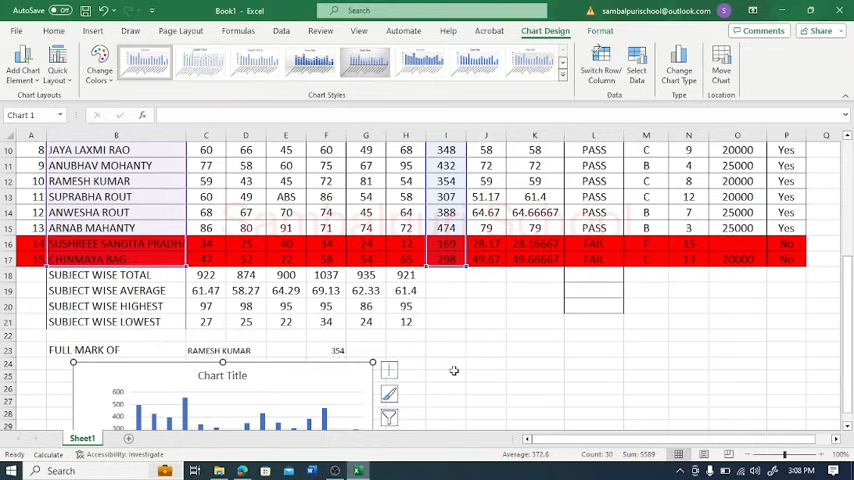 AutoSave Off Book1 - Excel Search sambalpurischool@outlook.com S
File Home Insert Draw Page Layout Formulas Data Review View Automate Help Acrobat Chart Design Format Comments Share
Add Chart Element Quick Layout Change Colors Switch Row/ Column Select Data Change Chart Type Move Chart
Chart Layouts Chart Styles Data Type Location
Chart 1 fx
A B C D E F G H I J K L M N O P Q
10 8 JAYA LAXMI RAO 60 66 45 60 49 68 348 58 58 PASS C 9 20000 Yes
11 9 ANUBHAV MOHANTY 77 58 60 75 67 95 432 72 72 PASS B 4 25000 Yes
12 10 RAMESH KUMAR 59 43 45 72 81 54 354 59 59 PASS C 8 20000 Yes
13 11 SUPRABHA ROUT 60 49 ABS 86 54 58 307 51.17 61.4 PASS C 12 20000 Yes
14 12 ANWESHA ROUT 68 67 70 74 45 64 388 64.67 64.66667 PASS B 7 25000 Yes
15 13 ARNAB MAHANTY 86 80 91 71 74 72 474 79 79 PASS B 3 25000 Yes
Sambalpuri School
16 14 SUSHREEE SANGITA PRADHA 34 25 40 34 24 12 169 28.17 28.16667 FAIL F 15 No
17 15 CHINMAYA BAG 47 52 22 58 54 65 298 49.67 49.66667 FAIL C 13 20000 No
18 SUBJECT WISE TOTAL 922 874 900 1037 935 921
19 SUBJECT WISE AVERAGE 61.47 58.27 64.29 69.13 62.33 61.4
20 SUBJECT WISE HIGHEST 97 98 95 95 86 95
21 SUBJECT WISE LOWEST 27 25 22 34 24 12
22
23 FULL MARK OF RAMESH KUMAR 354
24
25 Chart Title
26 600
27 500
28 400
29 300
Sheet1
Ready Calculate Accessibility: Investigate Average: 372.6 Count: 30 Sum: 5589 100%
Search 3:08 PM